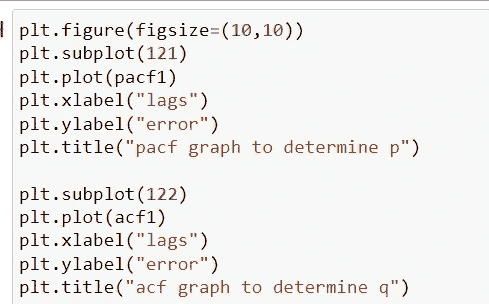 plt.figure(figsize=(10,10))
plt.subplot(121)
plt.plot(pacf1)
plt.xlabel("lags")
plt.ylabel("error")
plt.title("pacf graph to determine p")
plt.subplot(122)
plt.plot(acf1)
plt.xlabel("lags")
plt.ylabel("error")
plt.title("acf graph to determine q")